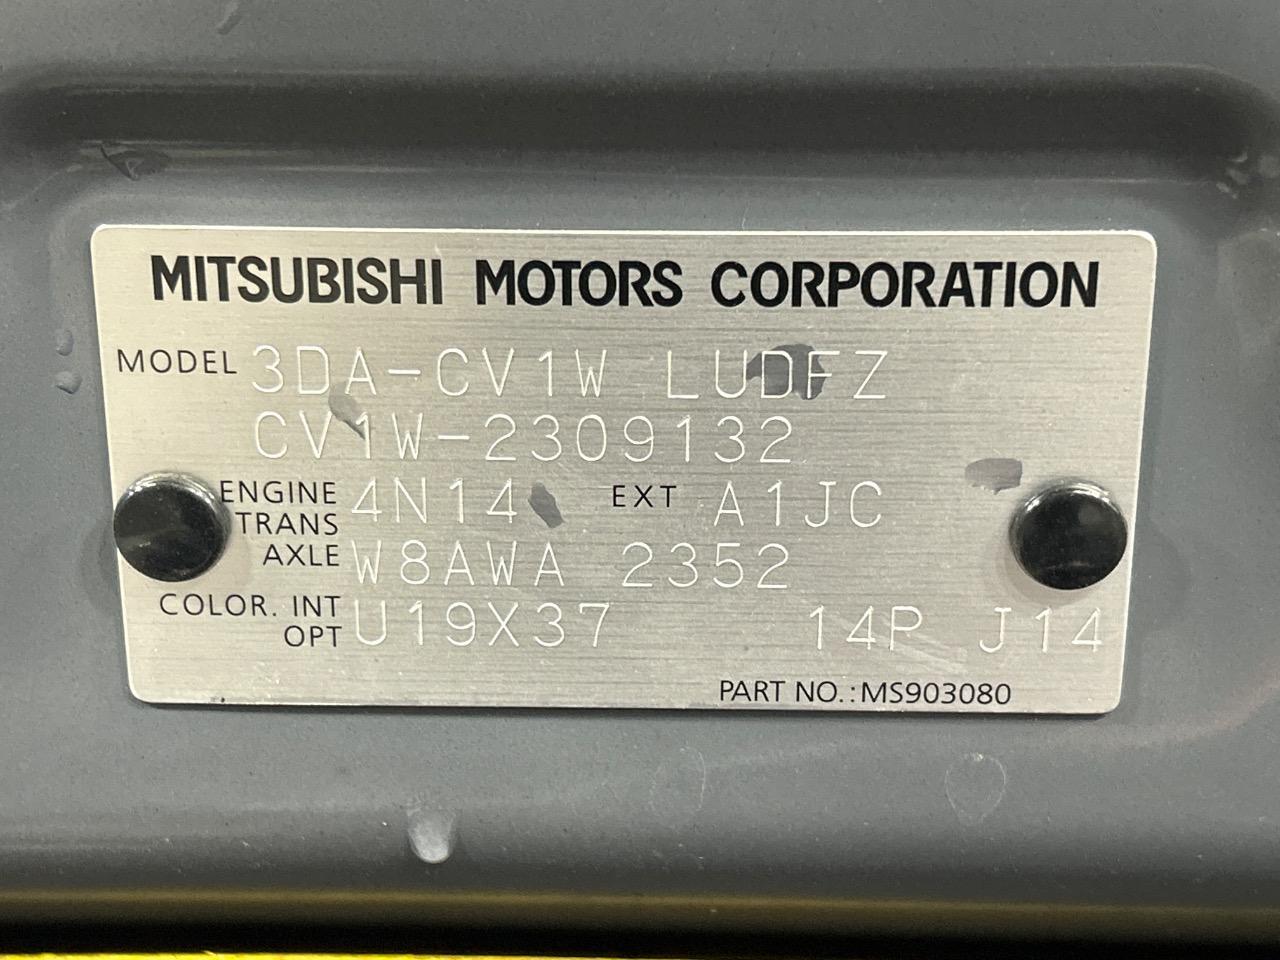 MITSUBISHI MOTORS CORPORATION
MODEL 3DA-CV1W LUDFZ
CV1W-2309132
ENGINE 4N14 EXT A1JC
TRANS
AXLE W8AWA 2352
COLOR. INT
OPT U19X37 14P J14
PART NO.:MS903080